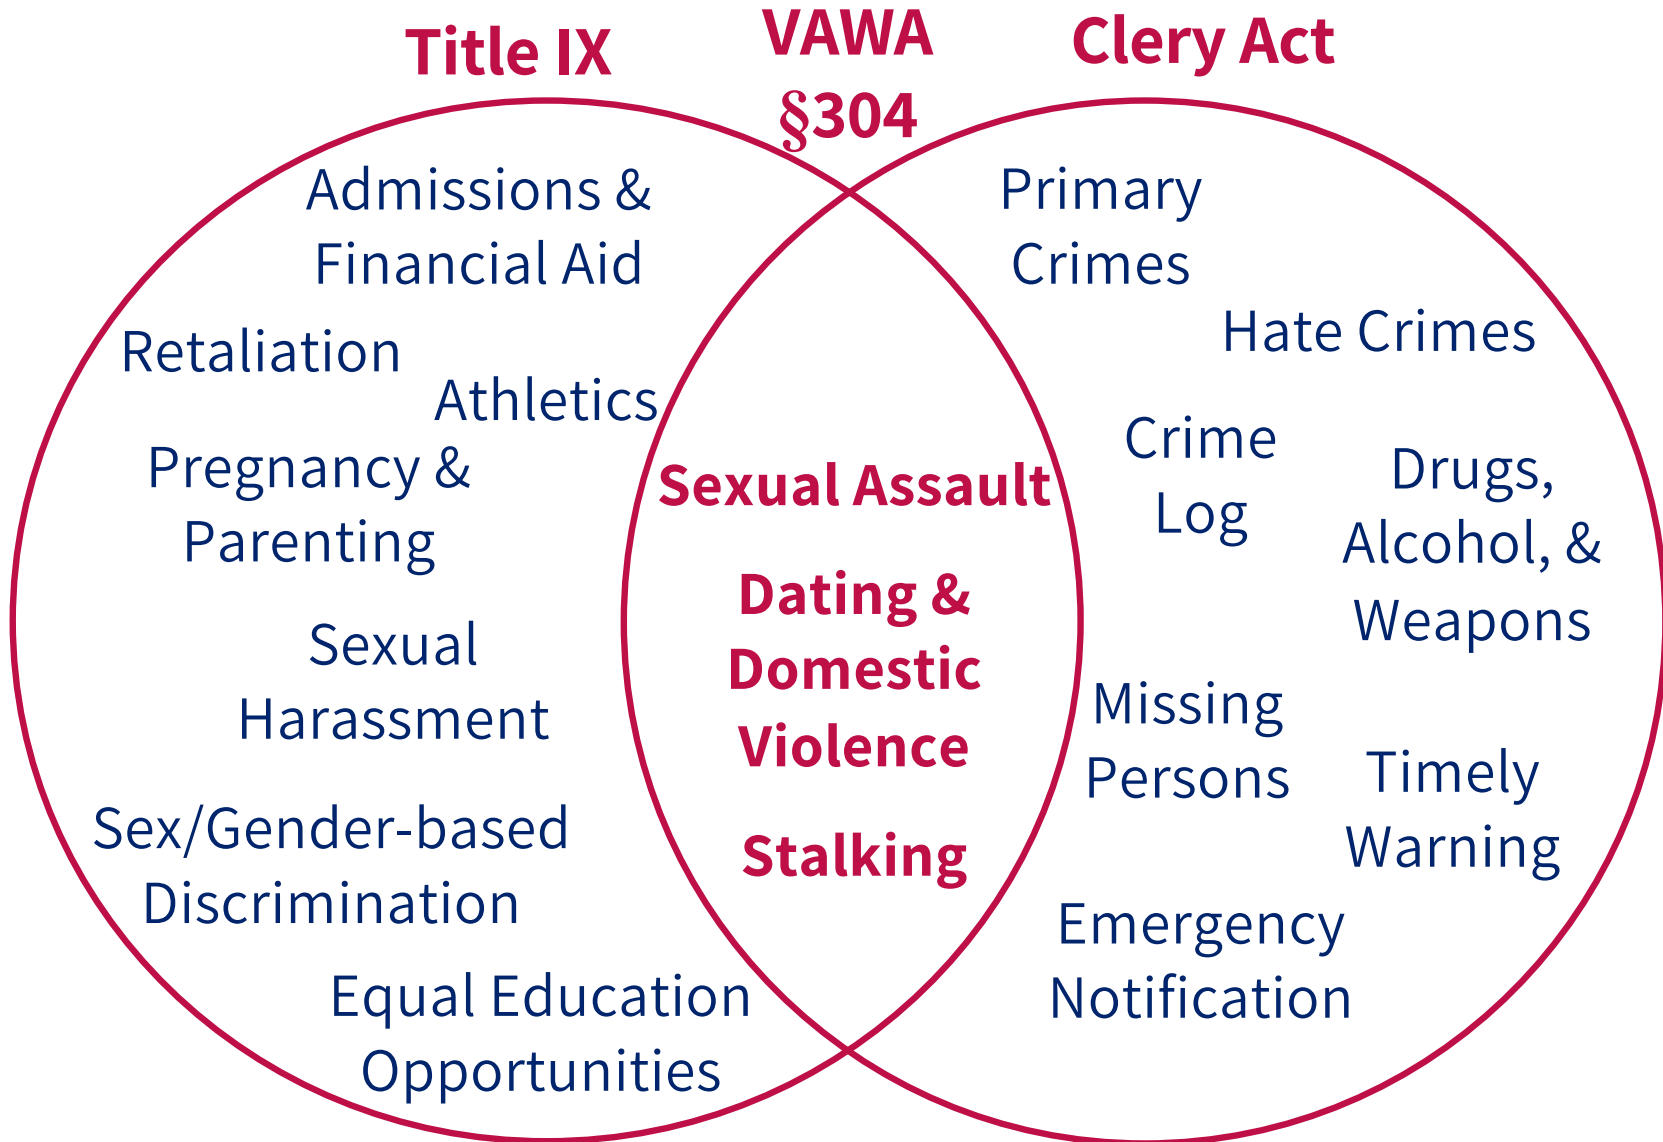 Title IX
VAWA
§304
Clery Act
Admissions &
Financial Aid
Retaliation
Athletics
Pregnancy &
Parenting
Sexual
Harassment
Sex/Gender-based
Discrimination
Equal Education
Opportunities
Sexual Assault
Dating &
Domestic
Violence
Stalking
Primary
Crimes
Hate Crimes
Crime
Log
Drugs,
Alcohol, &
Weapons
Missing
Persons
Timely
Warning
Emergency
Notification